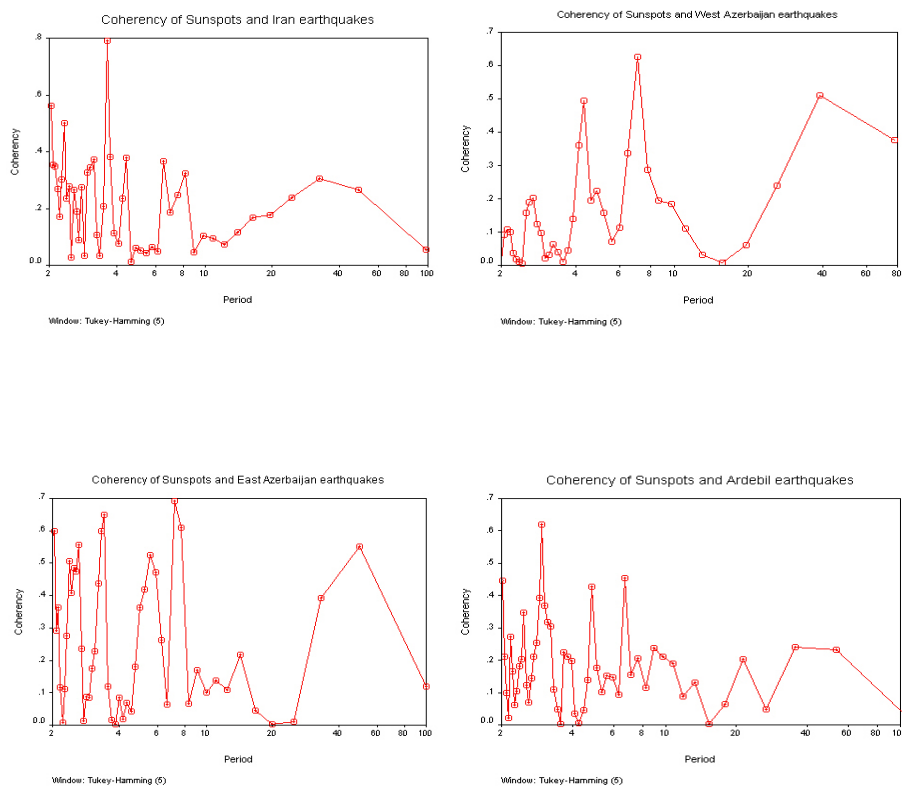 Coherency of Sunspots and Iran earthquakes
.8
.6
.4
.2
0.0
Coherency
2 4 6 8 10 20 40 60 80 100
Period
Window: Tukey-Hamming (5)
Coherency of Sunspots and West Azerbaijan earthquakes
.7
.6
.5
.4
.3
.2
.1
0.0
Coherency
2 4 6 8 10 20 40 60 80
Period
Window: Tukey-Hamming (5)
Coherency of Sunspots and East Azerbaijan earthquakes
.7
.6
.5
.4
.3
.2
.1
0.0
Coherency
2 4 6 8 10 20 40 60 80 100
Period
Window: Tukey-Hamming (5)
Coherency of Sunspots and Ardebil earthquakes
.7
.6
.5
.4
.3
.2
.1
0.0
Coherency
2 4 6 8 10 20 40 60 80 10
Period
Window: Tukey-Hamming (5)